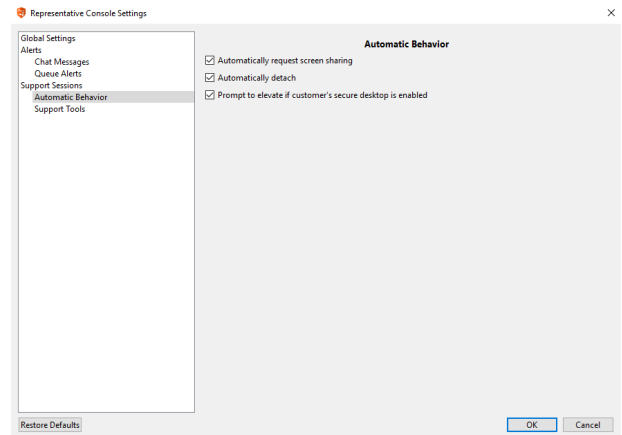 Representative Console Settings
Global Settings
Alerts
Chat Messages
Queue Alerts
Support Sessions
Automatic Behavior
Support Tools
Automatic Behavior
Automatically request screen sharing
Automatically detach
Prompt to elevate if customer's secure desktop is enabled
Restore Defaults
OK
Cancel